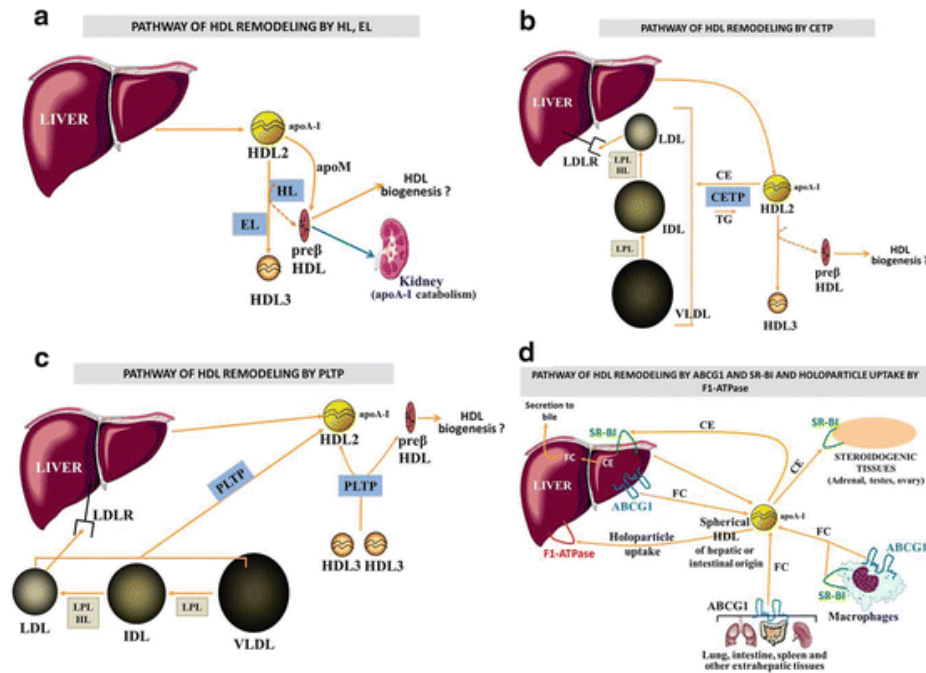 a
PATHWAY OF HDL REMODELING BY HL, EL
LIVER
apoA-I
HDL2
apoM
HL
EL
HDL
biogenesis ?
preβ
HDL
HDL3
Kidney
(apoA-I catabolism)
b
PATHWAY OF HDL REMODELING BY CETP
LIVER
LDL
LDLR
LPL
HL
CE
CETP
TG
apoA-I
HDL2
IDL
LPL
preβ
HDL
HDL
biogenesis ?
VLDL
HDL3
c
PATHWAY OF HDL REMODELING BY PLTP
apoA-I
HDL2
preβ
HDL
HDL
biogenesis ?
LIVER
PLTP
PLTP
LDLR
HDL3 HDL3
LDL
LPL
HL
IDL
LPL
VLDL
d
PATHWAY OF HDL REMODELING BY ABCG1 AND SR-BI AND HOLOPARTICLE UPTAKE BY
F1-ATPase
Secretion to
bile
SR-BI
CE
SR-BI
FC
CE
LIVER
CE
STEROIDOGENIC
TISSUES
(Adrenal, testes, ovary)
ABCG1
FC
Spherical
HDL
of hepatic or
intestinal origin
apoA-I
F1-ATPase
Holoparticle
uptake
FC
ABCG1
SR-BI
Macrophages
FC
ABCG1
Lung, intestine, spleen and
other extrahepatic tissues